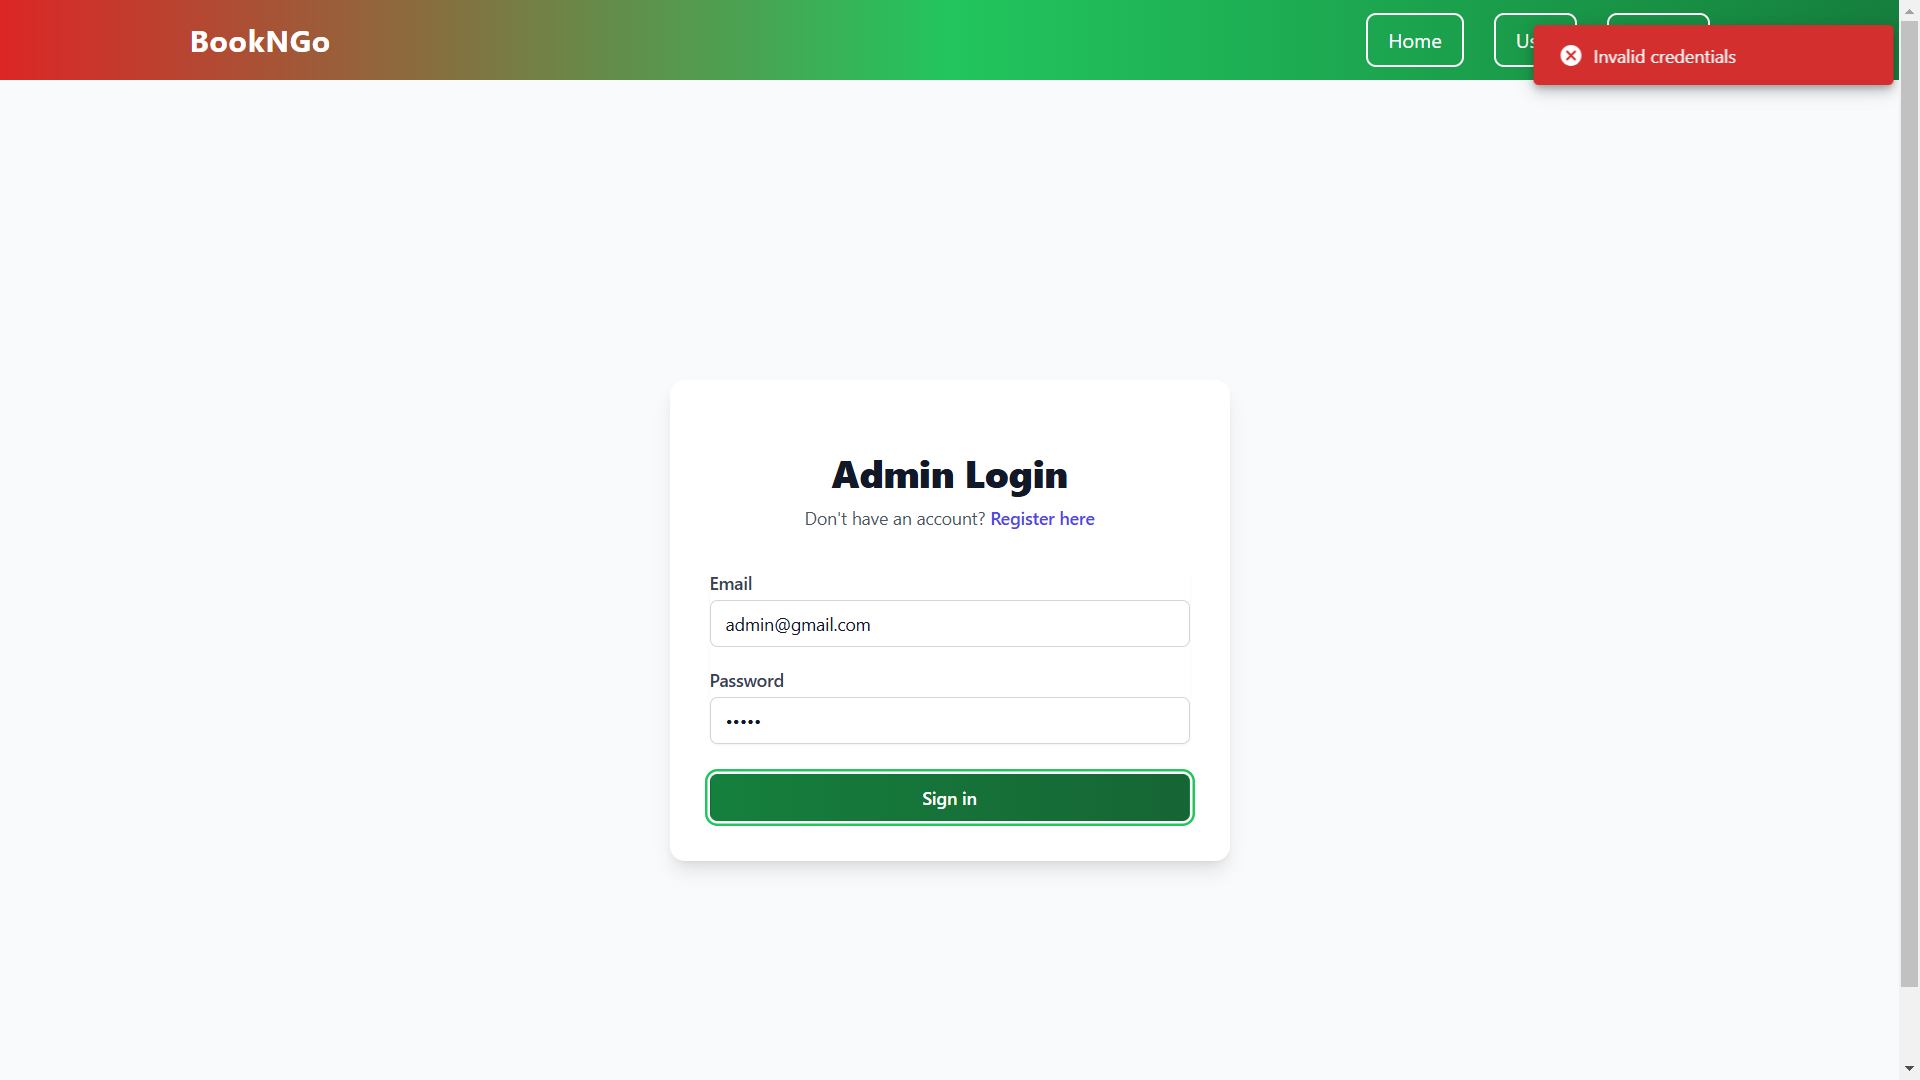 BookNGo
Home
Invalid credentials
Admin Login
Don't have an account? Register here
Email
admin@gmail.com
Password
•••••
Sign in